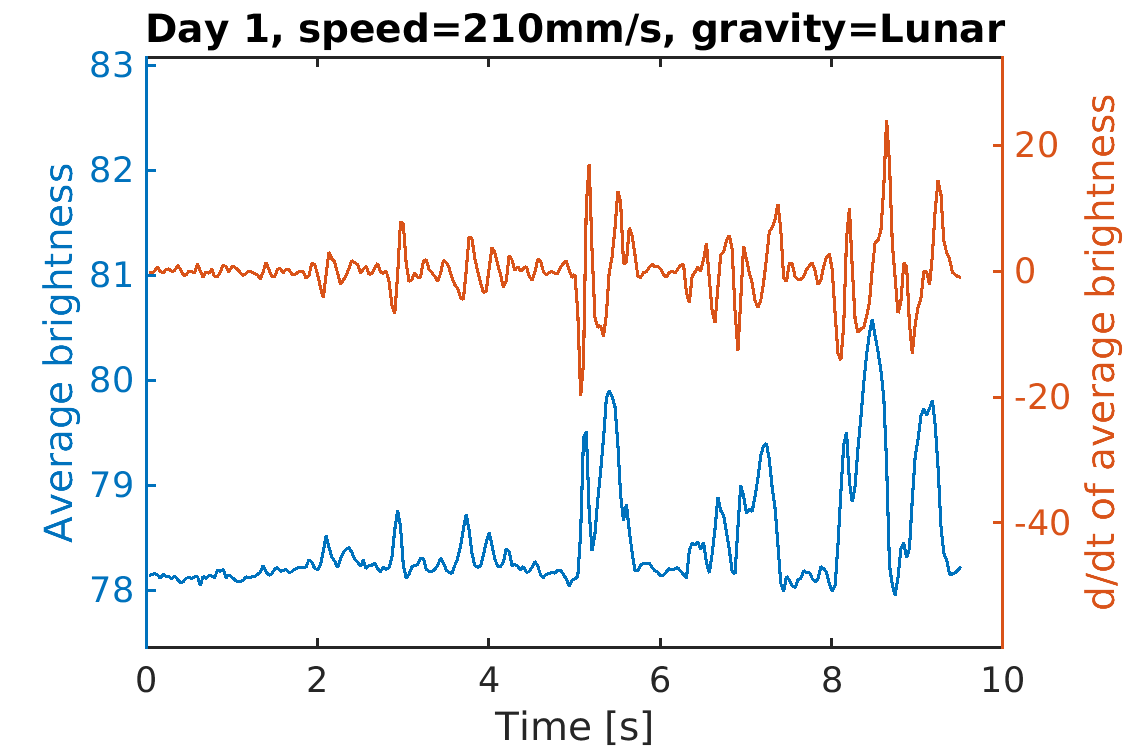 Day 1, speed=210mm/s, gravity=Lunar
Average brightness
83
82
81
80
79
78
20
0
-20
-40
d/dt of average brightness
0 2 4 6 8 10
Time [s]